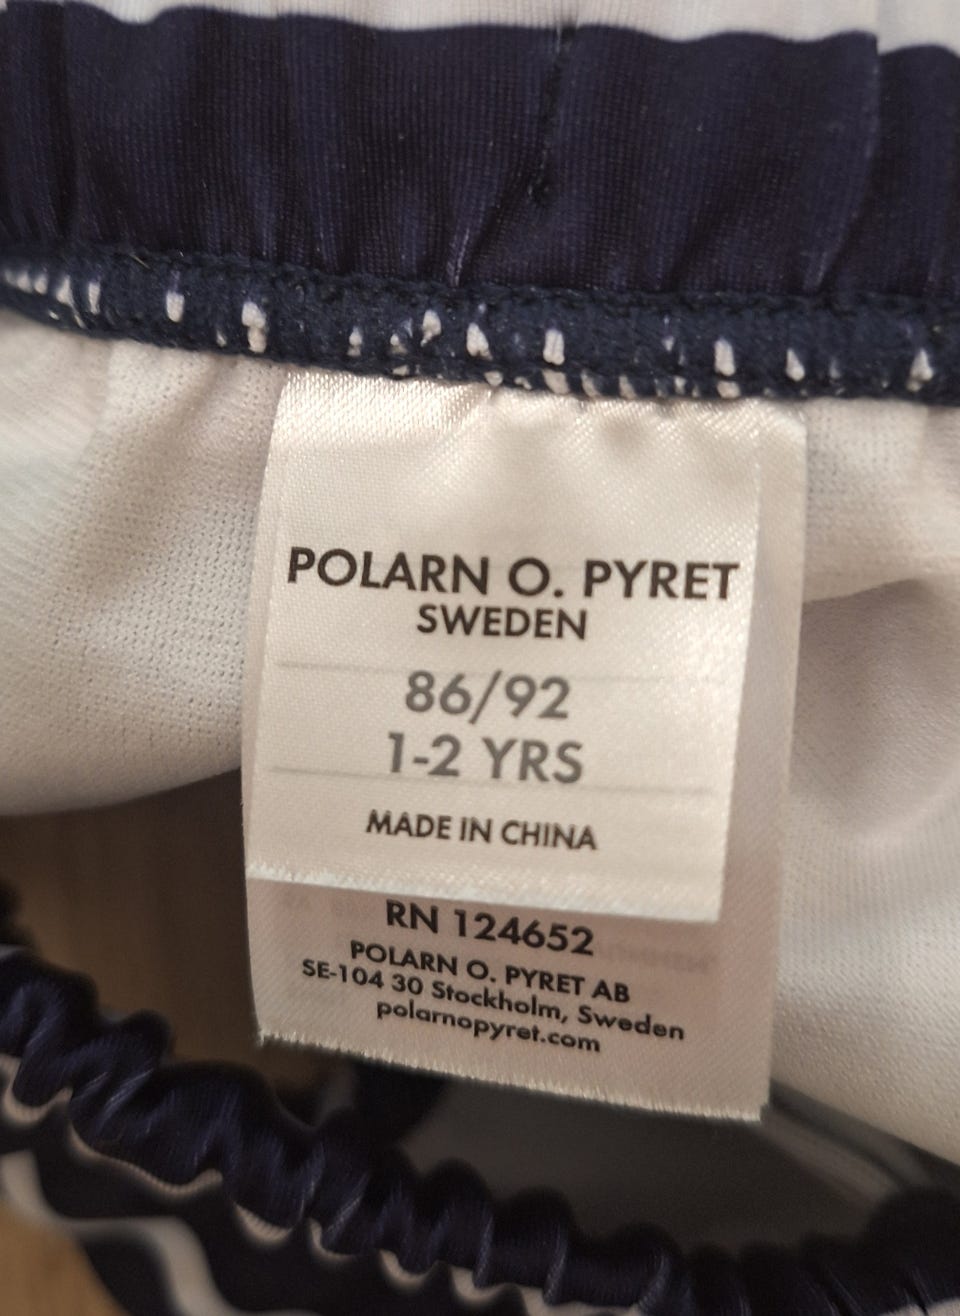 POLARN O. PYRET
SWEDEN
86/92
1-2 YRS
MADE IN CHINA
RN 124652
POLARN O. PYRET AB
SE-104 30 Stockholm, Sweden
polarnopyret.com